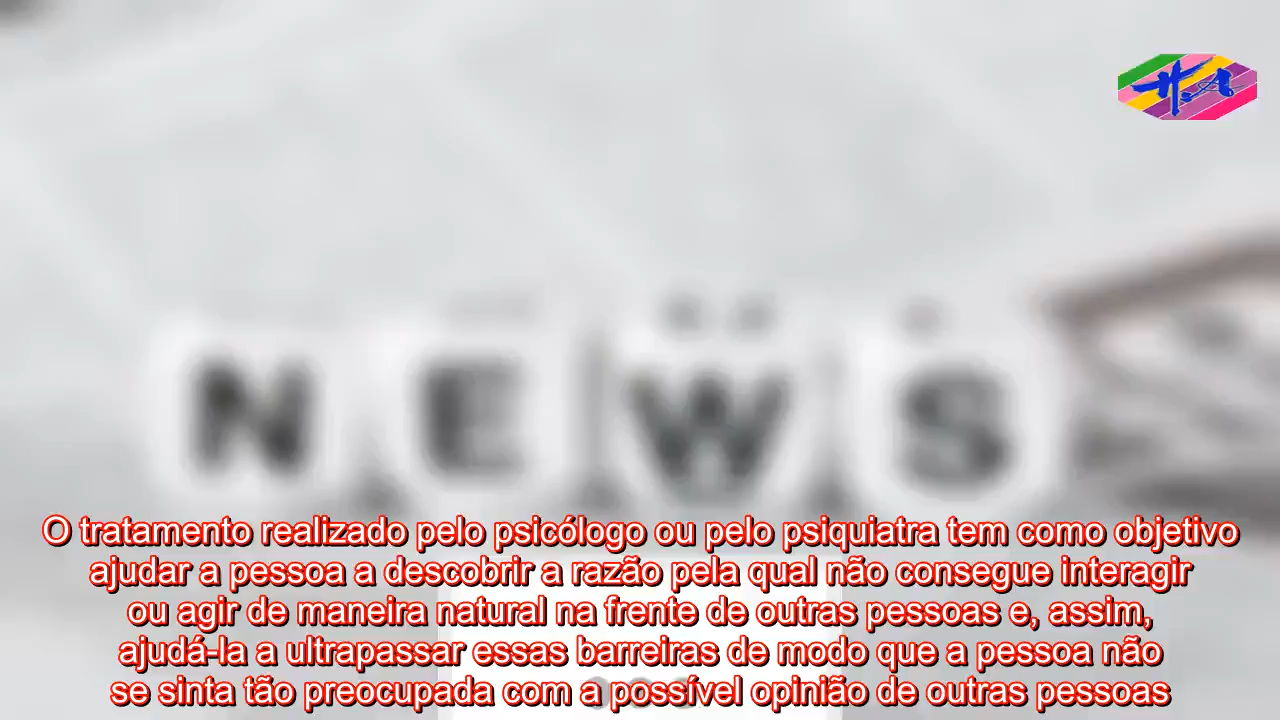 H.A
NEWS
O tratamento realizado pelo psicólogo ou pelo psiquiatra tem como objetivo
ajudar a pessoa a descobrir a razão pela qual não consegue interagir
ou agir de maneira natural na frente de outras pessoas e, assim,
ajudá-la a ultrapassar essas barreiras de modo que a pessoa não
se sinta tão preocupada com a possível opinião de outras pessoas